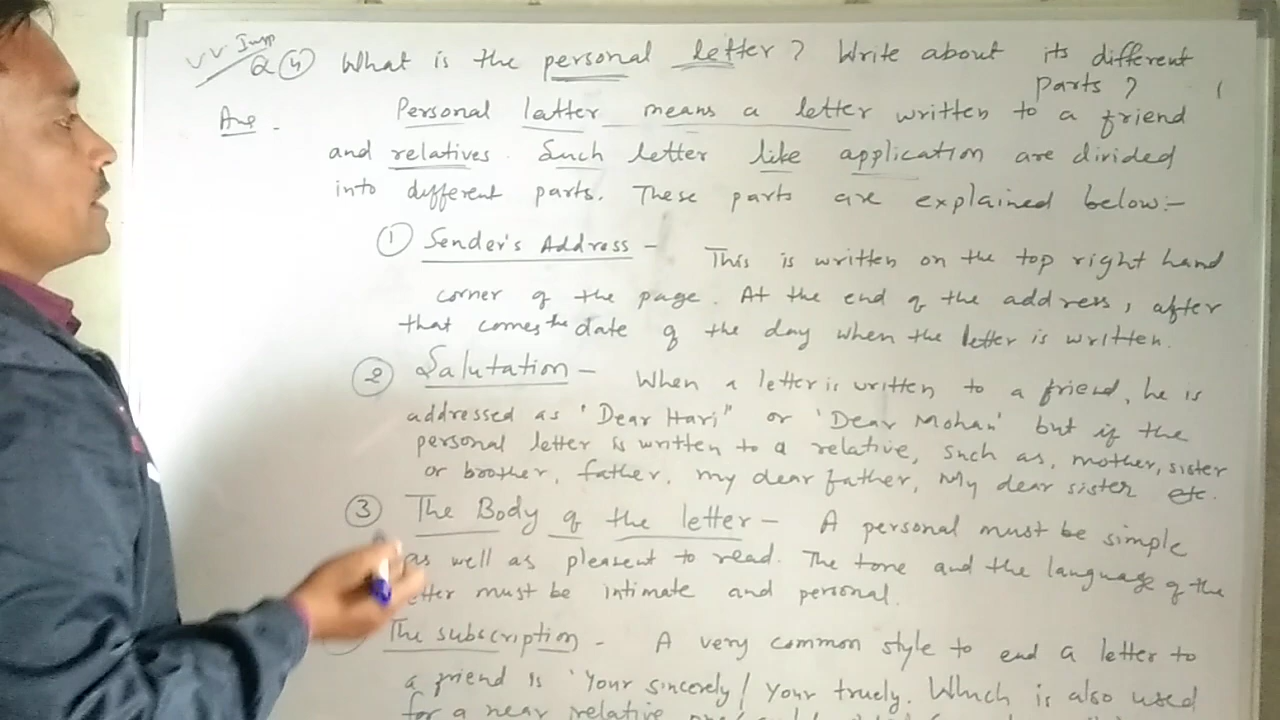 VV Imp
Q (4) What is the personal letter? Write about its different
parts?
Ans - Personal latter means a letter written to a friend
and relatives. Such letter like application are divided
into different parts. These parts are explained below:-
(1) Sender's Address - This is written on the top right hand
corner of the page. At the end of the address, after
that comes the date of the day when the letter is written.
(2) Salutation - When a letter is written to a friend, he is
addressed as 'Dear Hari" or 'Dear Mohan' but if the
personal letter is written to a relative, such as, mother, sister
or brother, father, my dear father, My dear sister etc.
(3) The Body of the letter - A personal must be simple
as well as pleasent to read. The tone and the language of the
letter must be intimate and personal.
The subscription - A very common style to end a letter to
a friend is 'Your sincerely / Your truely. Which is also used
for a near relative